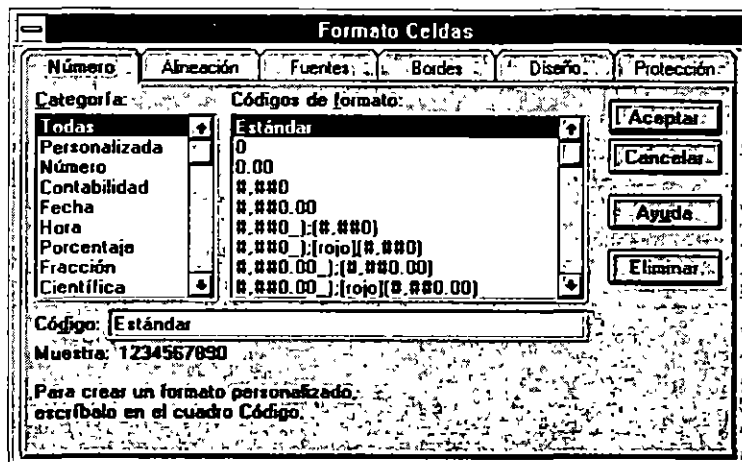 Formato Celdas
Número Alineación Fuentes Bordes Diseño Protección
Categoría:
Todas
Personalizada
Número
Contabilidad
Fecha
Hora
Porcentaje
Fracción
Científica
Códigos de formato:
Estándar
0
0.00
#,##0
#,##0.00
#,##0_);(#,##0)
#,##0_);[rojo](#,##0)
#,##0.00_);(#,##0.00)
#,##0.00_);[rojo](#,##0.00)
Aceptar
Cancelar
Ayuda
Eliminar
Código: Estándar
Muestra: 1234567890
Para crear un formato personalizado,
escríbalo en el cuadro Código.